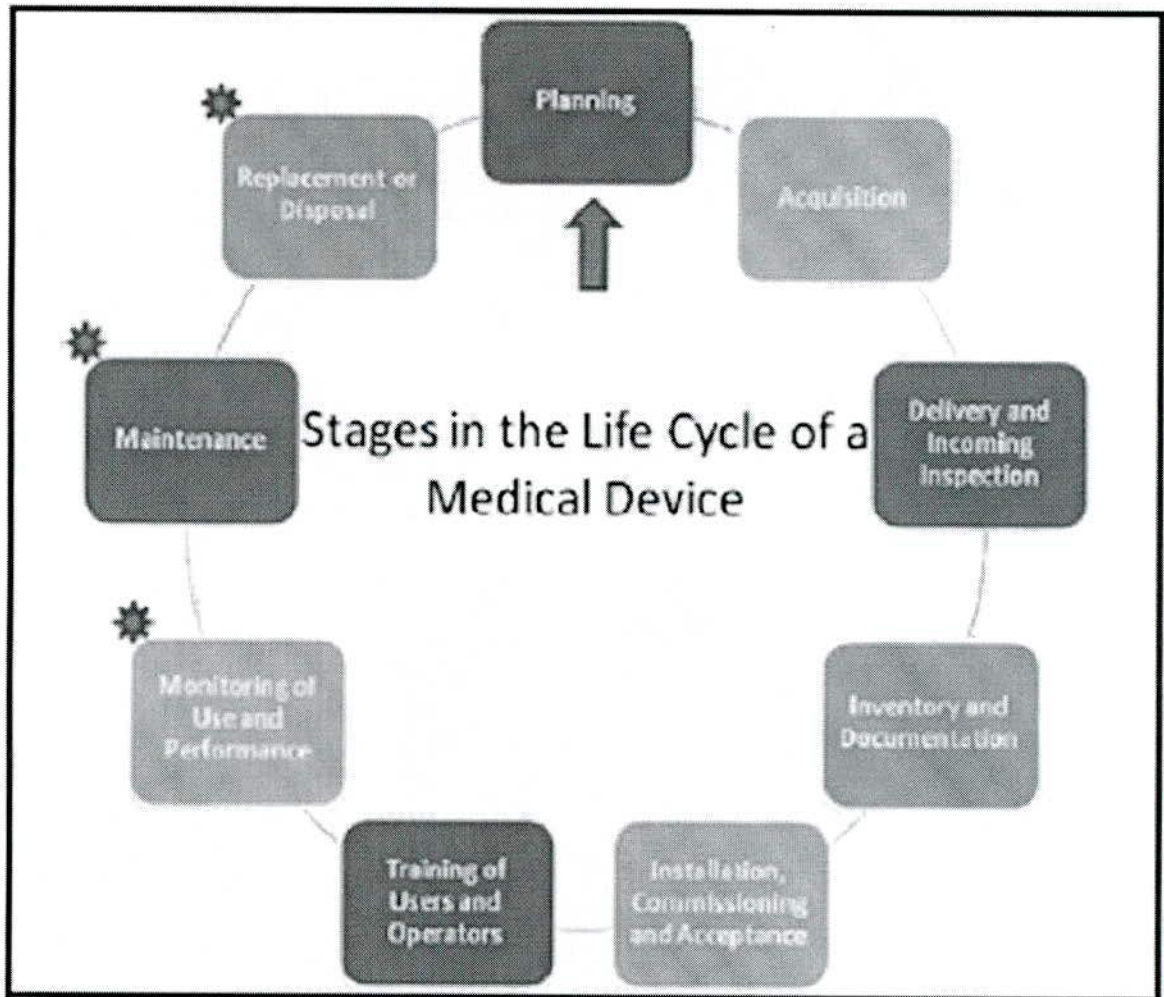 Planning
Acquisition
Delivery and
Incoming
Inspection
Inventory and
Documentation
Installation,
Commissioning
and Acceptance
Training of
Users and
Operators
Monitoring of
Use and
Performance
Maintenance
Replacement or
Disposal
Stages in the Life Cycle of a
Medical Device